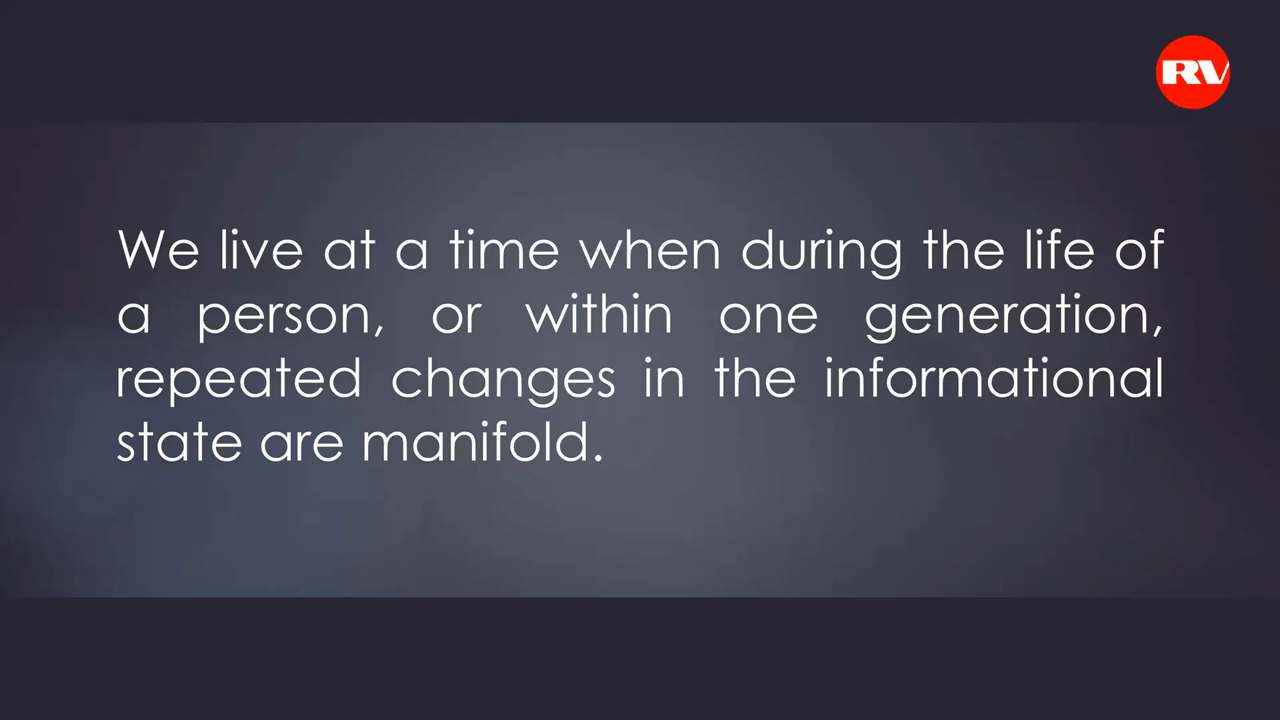 RV
We live at a time when during the life of
a person, or within one generation,
repeated changes in the informational
state are manifold.